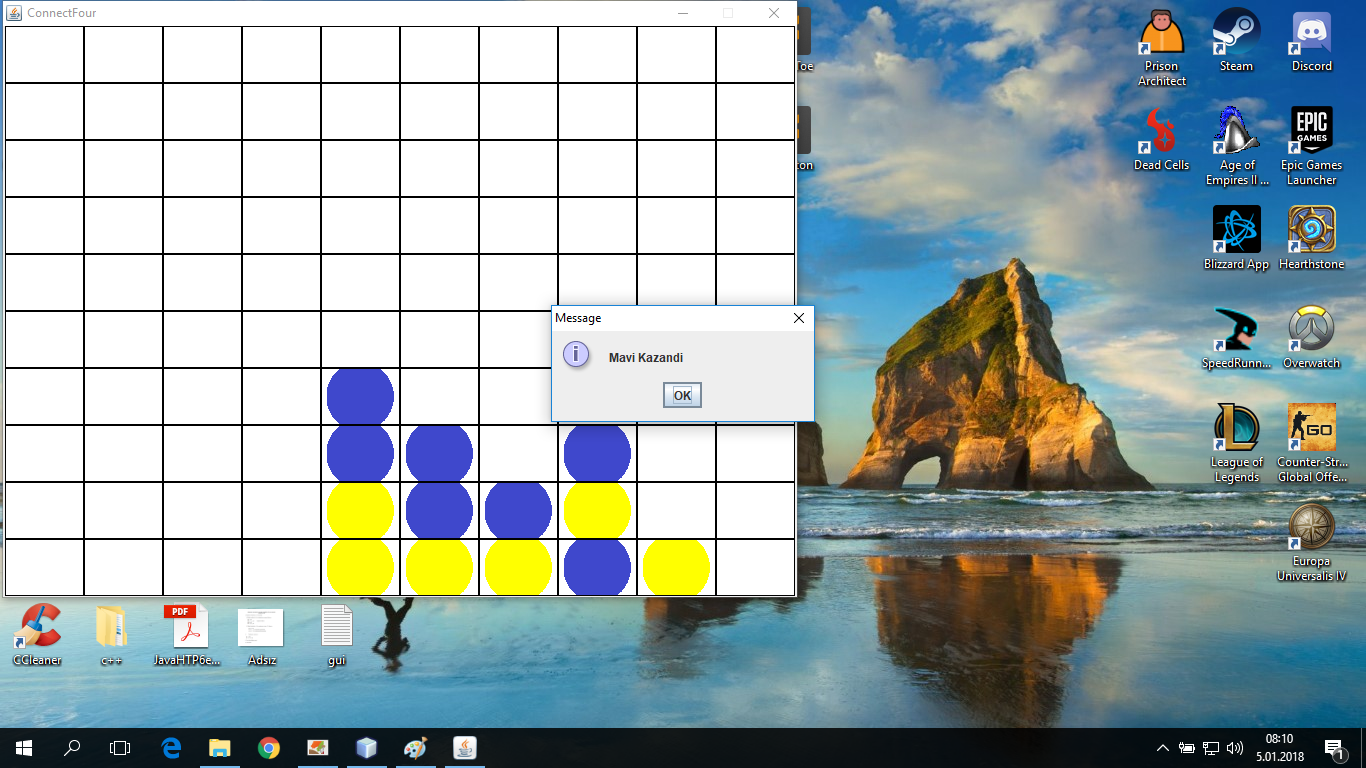 ConnectFour
Toe
ton
Message
Mavi Kazandi
OK
Prison
Architect
Steam
Discord
Dead Cells
Age of
Empires II ...
EPIC
GAMES
Epic Games
Launcher
Blizzard App
Hearthstone
SpeedRunn...
Overwatch
League of
Legends
GO
Counter-Str...
Global Offe...
Europa
Universalis IV
CCleaner
c++
PDF
JavaHTP6e...
Adsız
gui
08:10
5.01.2018
1